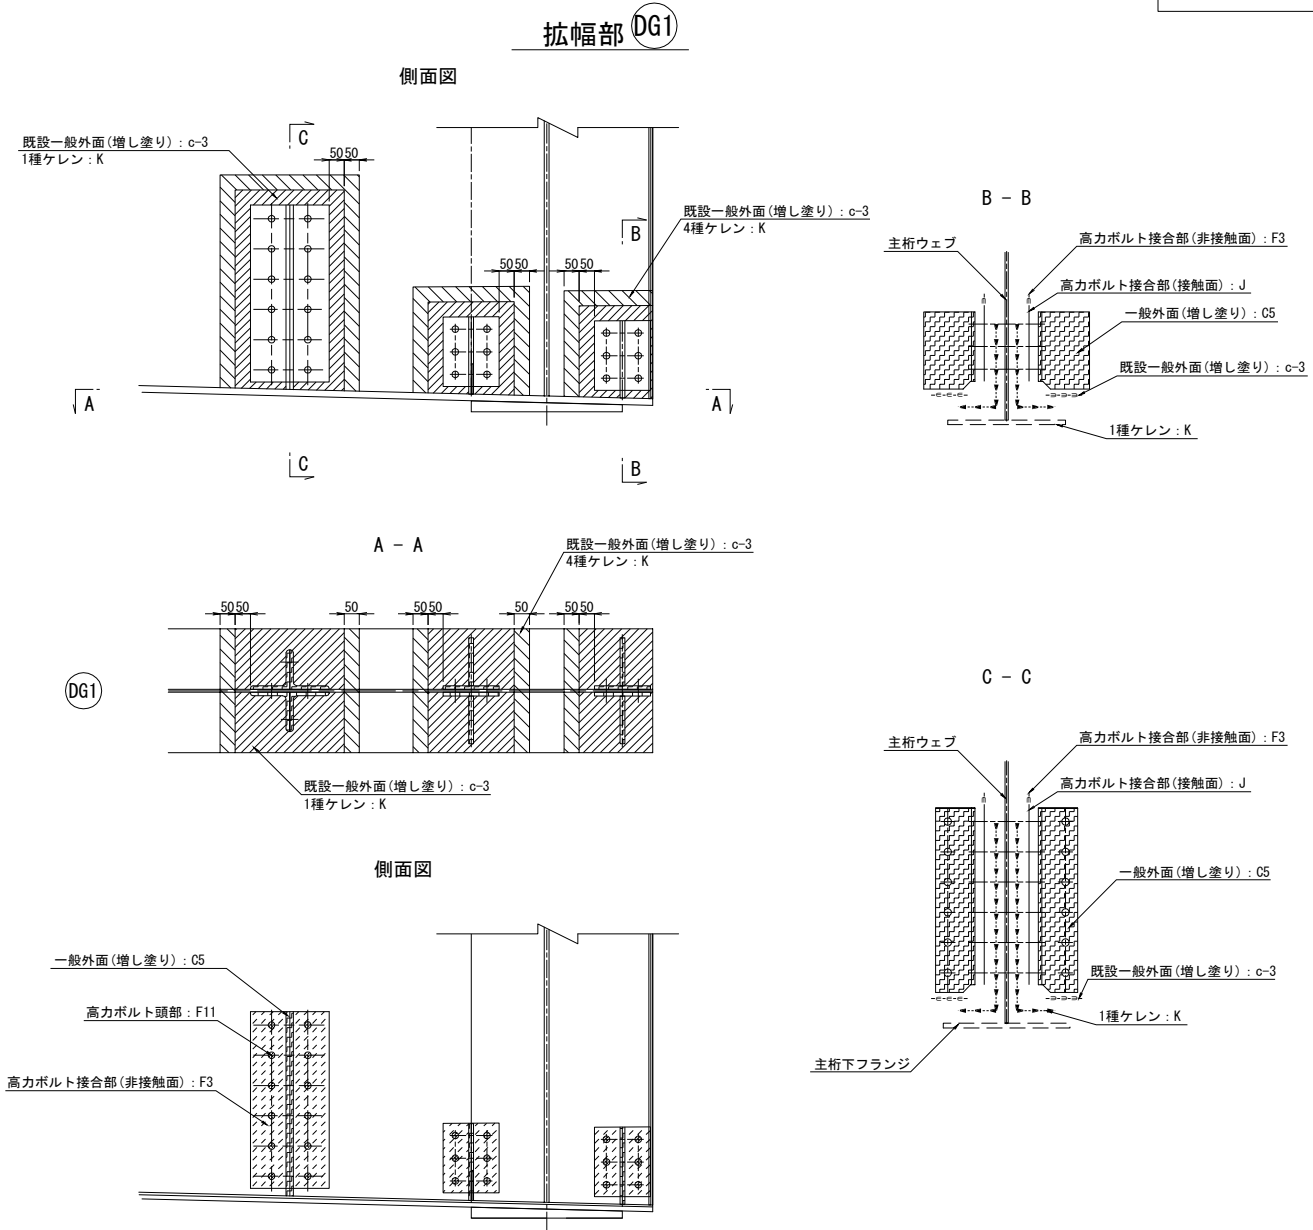 拡幅部 DG1
側面図
既設一般外面(増し塗り):c-3
1種ケレン:K
C
50 50
既設一般外面(増し塗り):c-3
4種ケレン:K
B
50 50
50 50
A
A
C
B
B - B
主桁ウェブ
高力ボルト接合部(非接触面):F3
高力ボルト接合部(接触面):J
一般外面(増し塗り):C5
既設一般外面(増し塗り):c-3
1種ケレン:K
A - A
既設一般外面(増し塗り):c-3
4種ケレン:K
50 50
50
50 50
50
50 50
DG1
既設一般外面(増し塗り):c-3
1種ケレン:K
C - C
主桁ウェブ
高力ボルト接合部(非接触面):F3
高力ボルト接合部(接触面):J
一般外面(増し塗り):C5
既設一般外面(増し塗り):c-3
1種ケレン:K
主桁下フランジ
側面図
一般外面(増し塗り):C5
高力ボルト頭部:F11
高力ボルト接合部(非接触面):F3